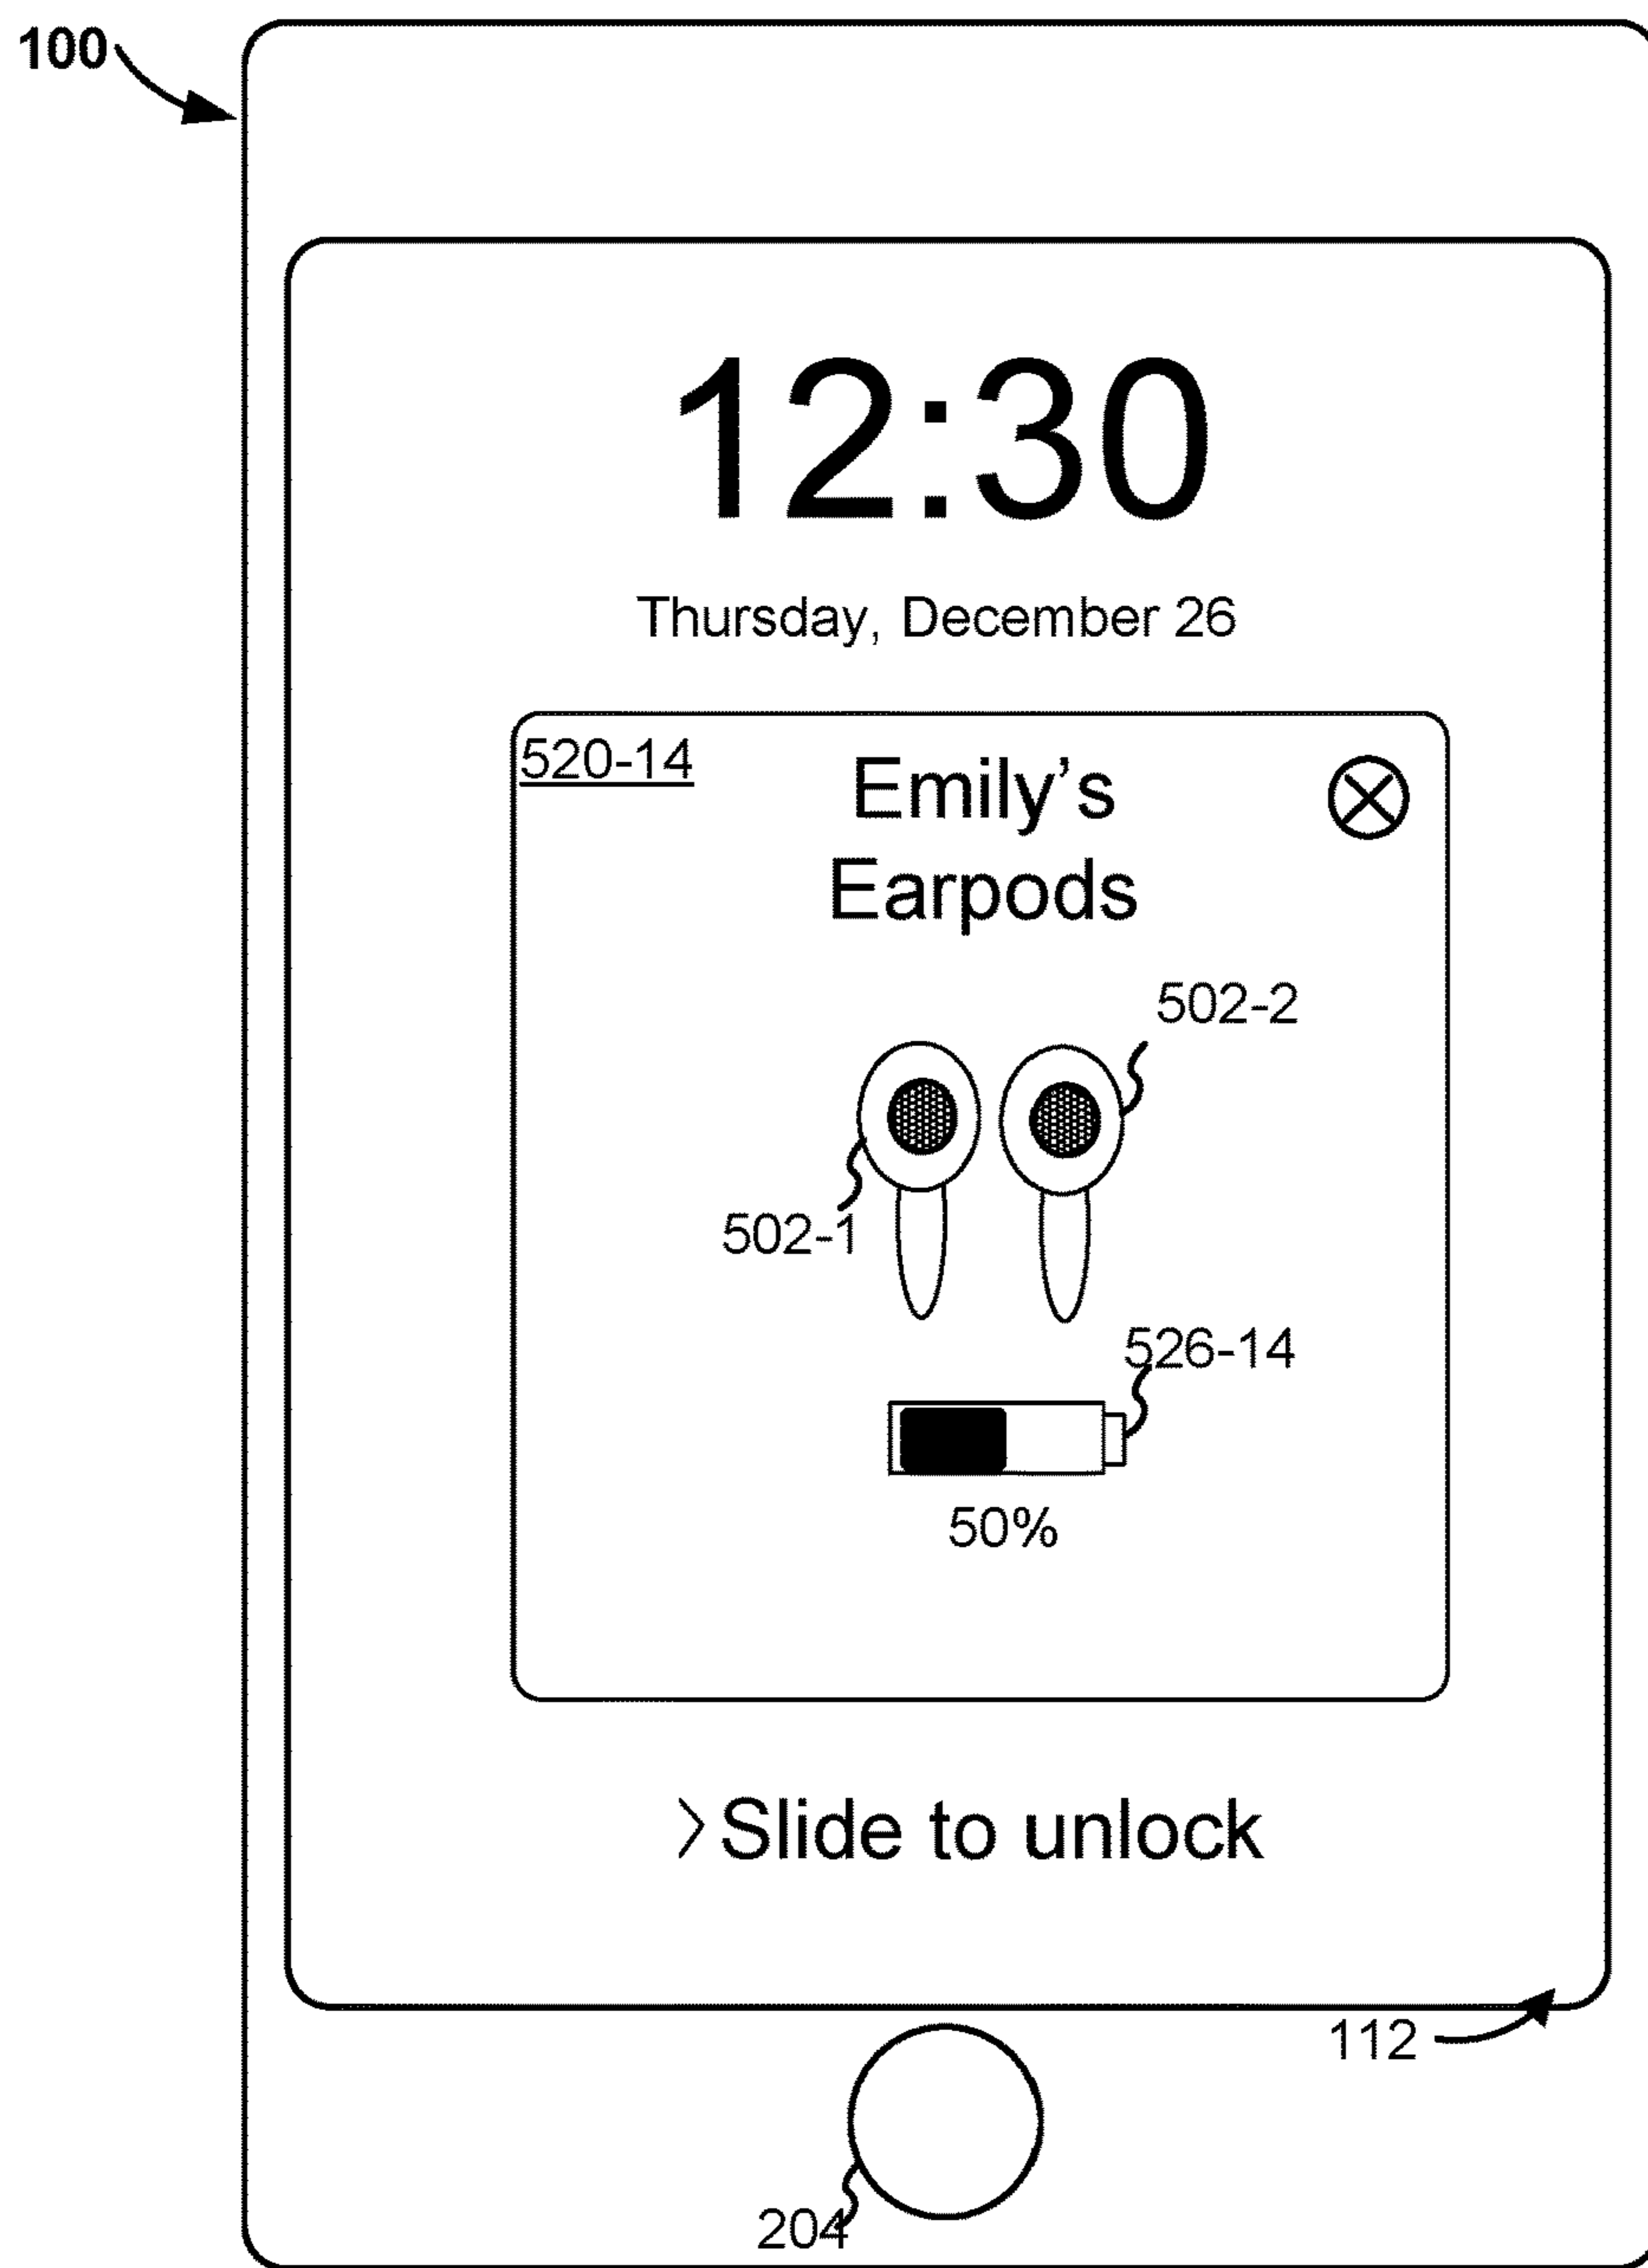 100
12:30
Thursday, December 26
520-14
Emily’s
Earpods
502-2
502-1
526-14
50%
>Slide to unlock
112
204